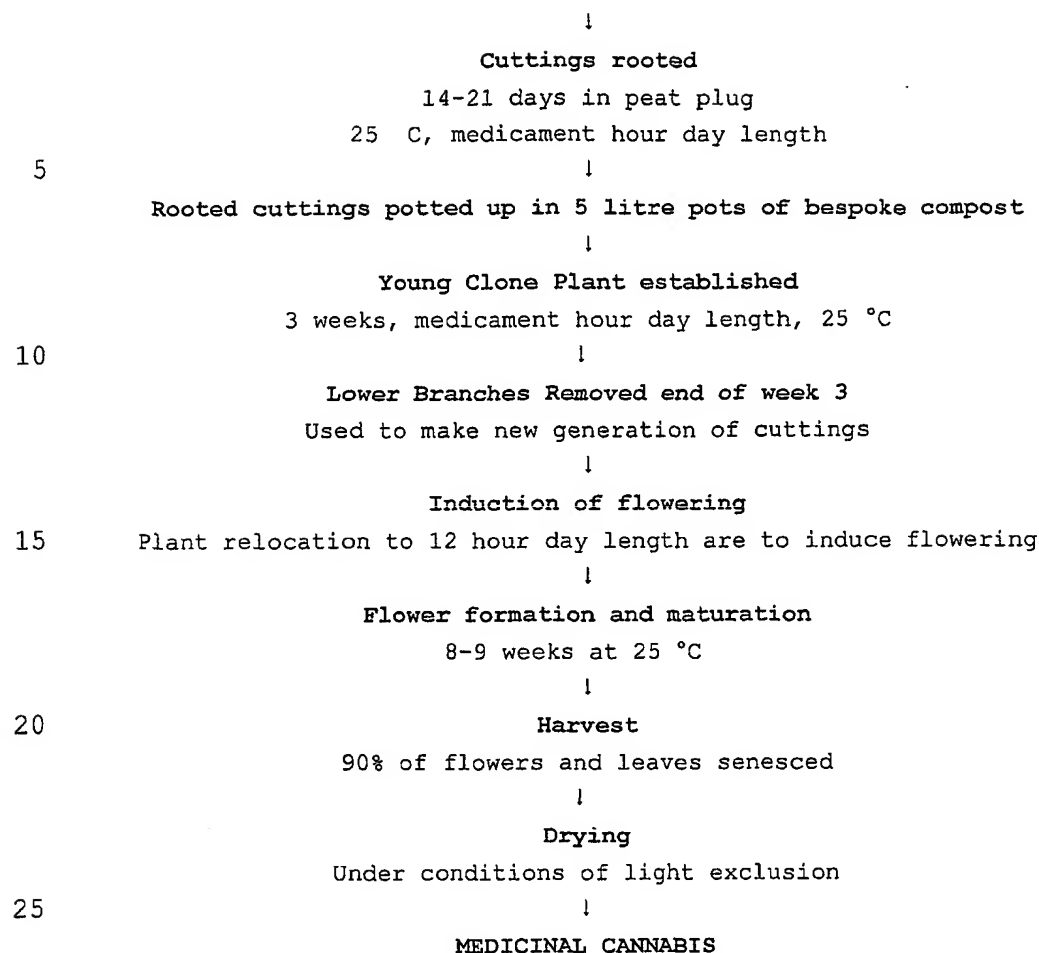 ↓
Cuttings rooted
14-21 days in peat plug
25 C, medicament hour day length
5 ↓
Rooted cuttings potted up in 5 litre pots of bespoke compost
↓
Young Clone Plant established
3 weeks, medicament hour day length, 25 °C
10 ↓
Lower Branches Removed end of week 3
Used to make new generation of cuttings
↓
Induction of flowering
15 Plant relocation to 12 hour day length are to induce flowering
↓
Flower formation and maturation
8-9 weeks at 25 °C
↓
20 Harvest
90% of flowers and leaves senesced
↓
Drying
Under conditions of light exclusion
25 ↓
MEDICINAL CANNABIS